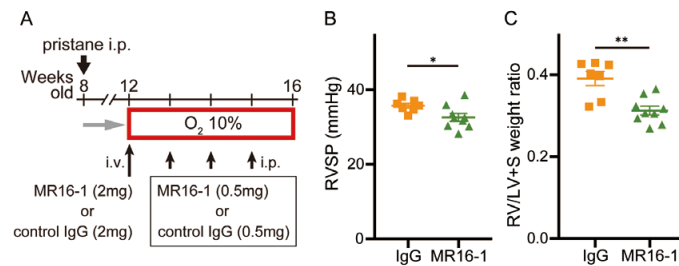 A
pristane i.p.
Weeks
old
8
12
16
O2 10%
i.v.
i.p.
MR16-1 (2mg)
or
control IgG (2mg)
MR16-1 (0.5mg)
or
control IgG (0.5mg)
B
RVSP (mmHg)
40
20
0
*
IgG
MR16-1
C
RV/LV+S weight ratio
0.4
0.2
0.0
**
IgG
MR16-1